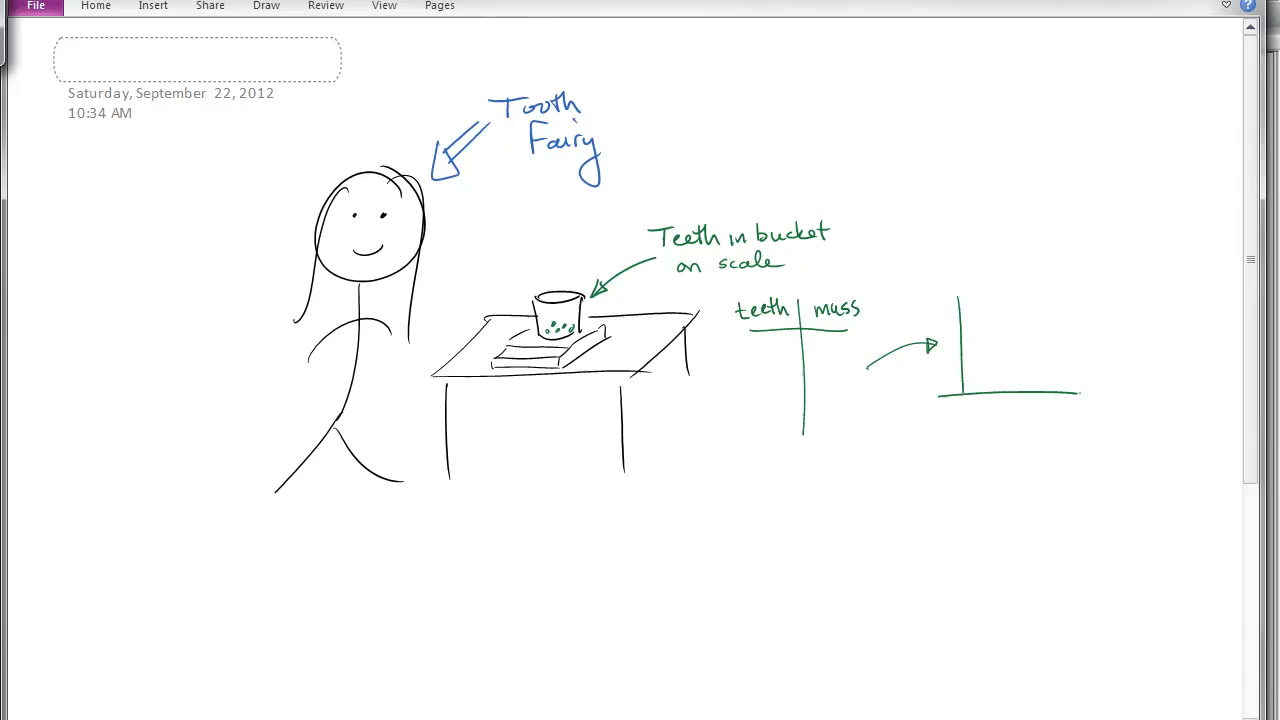 File Home Insert Share Draw Review View Pages
Saturday, September 22, 2012
10:34 AM
Tooth
Fairy
Teeth in bucket
on scale
teeth mass